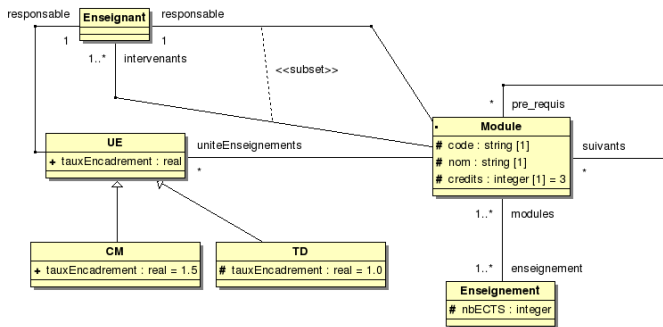 responsable
Enseignant
responsable
1
1
1..*
intervenants
<<subset>>
*
pre_requis
UE
+ tauxEncadrement : real
uniteEnseignements
*
Module
# code : string [1]
# nom : string [1]
# credits : integer [1] = 3
suivants
*
1..*
modules
CM
+ tauxEncadrement : real = 1.5
TD
# tauxEncadrement : real = 1.0
1..*
enseignement
Enseignement
# nbECTS : integer